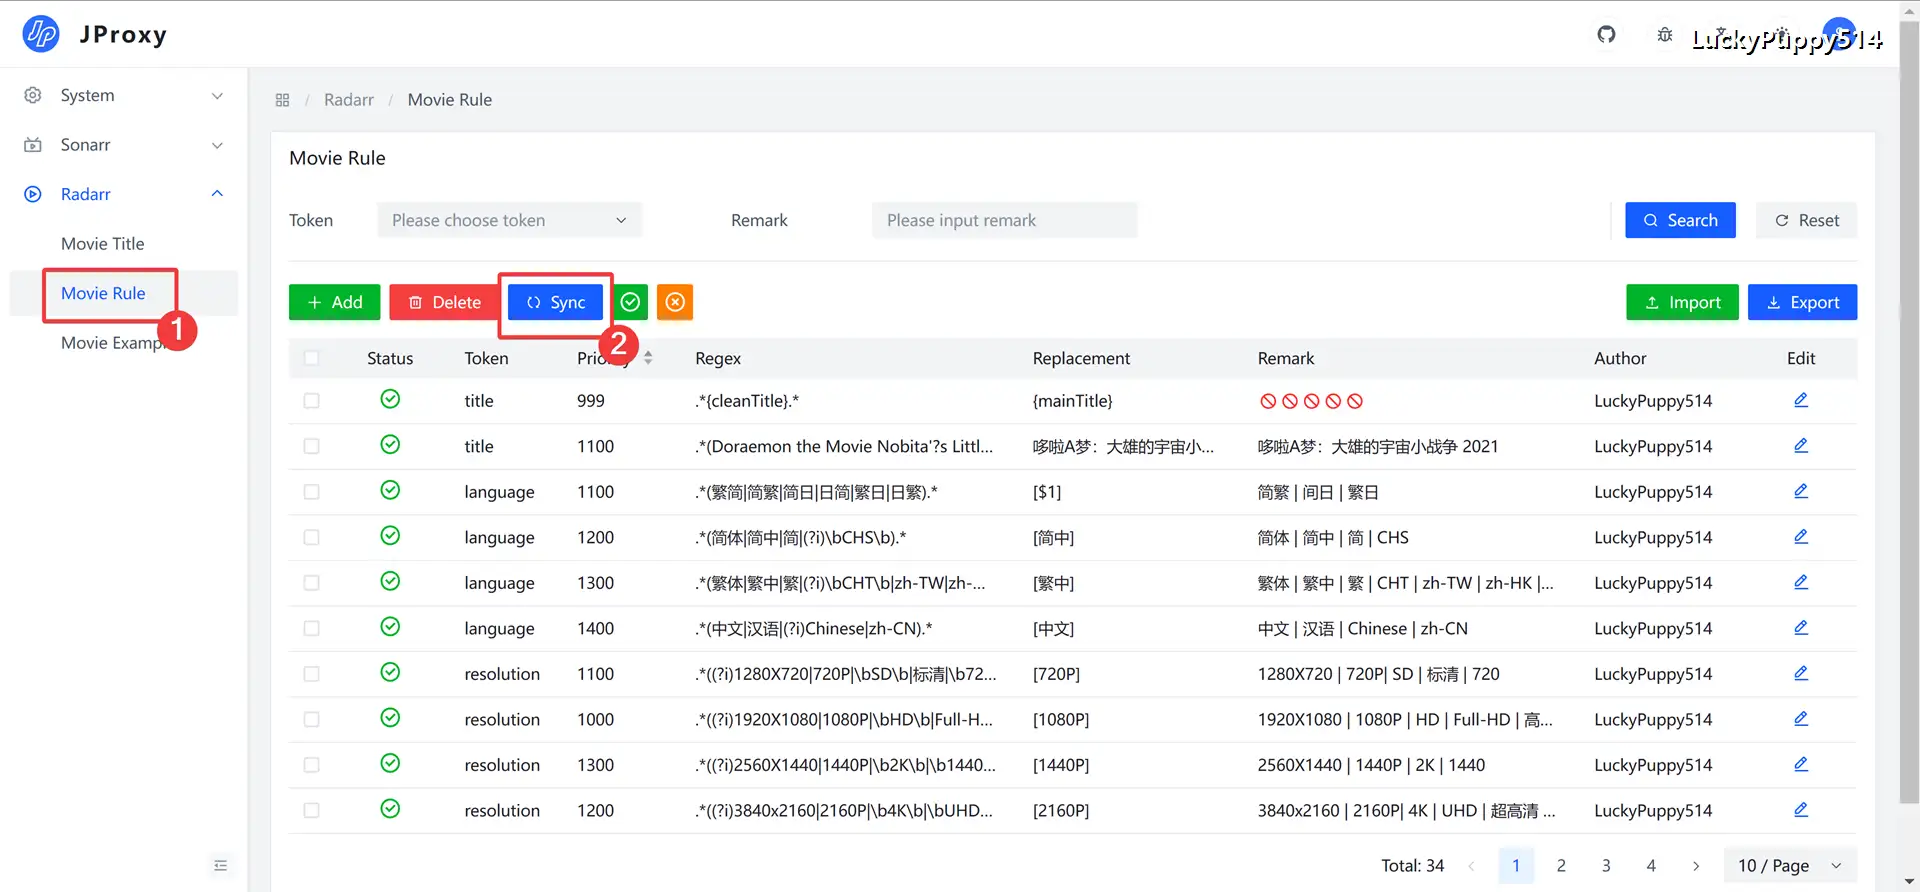 JProxy
LuckyPuppy514
System
Sonarr
Radarr
Movie Title
Movie Rule
1
Radarr / Movie Rule
Movie Rule
Token
Please choose token
Remark
Please input remark
Search
Reset
Add
Delete
Sync
2
Import
Export
Status Token Regex Replacement Remark Author Edit
title 999 .*{cleanTitle}.* {mainTitle} 🚫🚫🚫🚫🚫 LuckyPuppy514
title 1100 .*(Doraemon the Movie Nobita'?s Littl... 哆啦A梦：大雄的宇宙小... 哆啦A梦：大雄的宇宙小战争 2021 LuckyPuppy514
language 1100 .*(繁简|简繁|简日|日简|繁日|日繁).* [$1] 简繁 | 间日 | 繁日 LuckyPuppy514
language 1200 .*(简体|简中|简|(?i)\bCHS\b).* [简中] 简体 | 简中 | 简 | CHS LuckyPuppy514
language 1300 .*(繁体|繁中|繁|(?i)\bCHT\b|zh-TW|zh-... [繁中] 繁体 | 繁中 | 繁 | CHT | zh-TW | zh-HK |... LuckyPuppy514
language 1400 .*(中文|汉语|(?i)Chinese|zh-CN).* [中文] 中文 | 汉语 | Chinese | zh-CN LuckyPuppy514
resolution 1100 .*((?i)1280X720|720P|\bSD\b|标清|\b72... [720P] 1280X720 | 720P| SD | 标清 | 720 LuckyPuppy514
resolution 1000 .*((?i)1920X1080|1080P|\bHD\b|Full-H... [1080P] 1920X1080 | 1080P | HD | Full-HD | 高... LuckyPuppy514
resolution 1300 .*((?i)2560X1440|1440P|\b2K\b|\b1440... [1440P] 2560X1440 | 1440P | 2K | 1440 LuckyPuppy514
resolution 1200 .*((?i)3840x2160|2160P|\b4K\b|\bUHD... [2160P] 3840x2160 | 2160P| 4K | UHD | 超高清 ... LuckyPuppy514
Total: 34 < 1 2 3 4 > 10 / Page